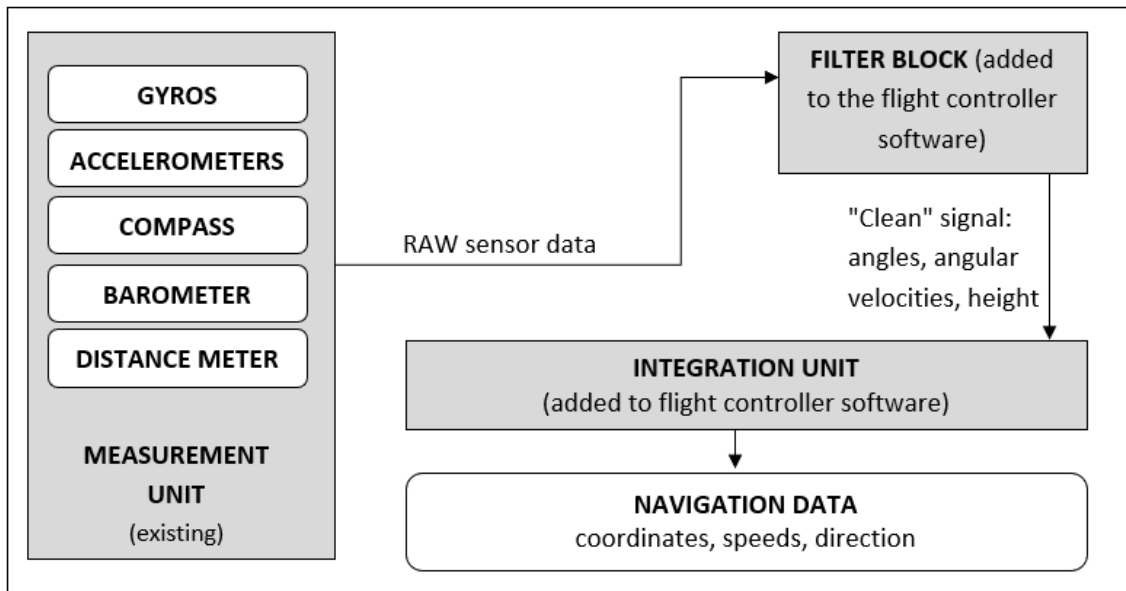 GYROS
ACCELEROMETERS
COMPASS
BAROMETER
DISTANCE METER
MEASUREMENT
UNIT
(existing)
RAW sensor data
FILTER BLOCK (added
to the flight controller
software)
"Clean" signal:
angles, angular
velocities, height
INTEGRATION UNIT
(added to flight controller software)
NAVIGATION DATA
coordinates, speeds, direction